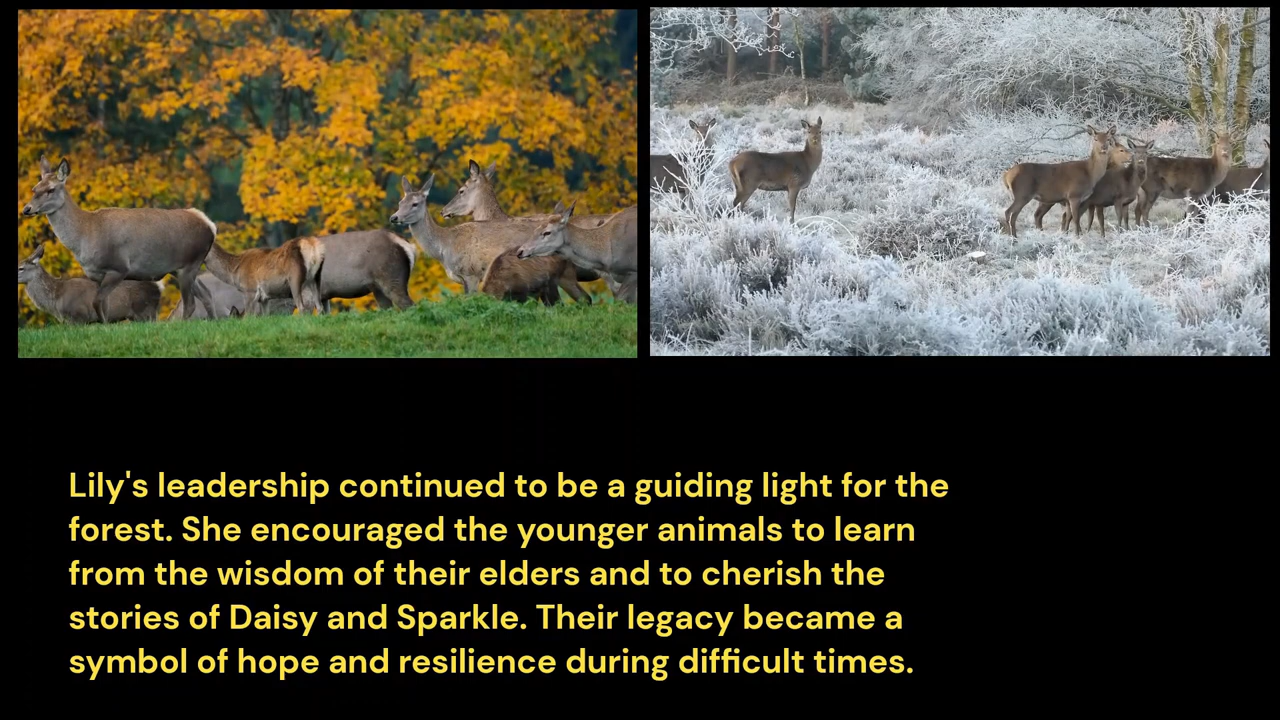 Lily's leadership continued to be a guiding light for the
forest. She encouraged the younger animals to learn
from the wisdom of their elders and to cherish the
stories of Daisy and Sparkle. Their legacy became a
symbol of hope and resilience during difficult times.